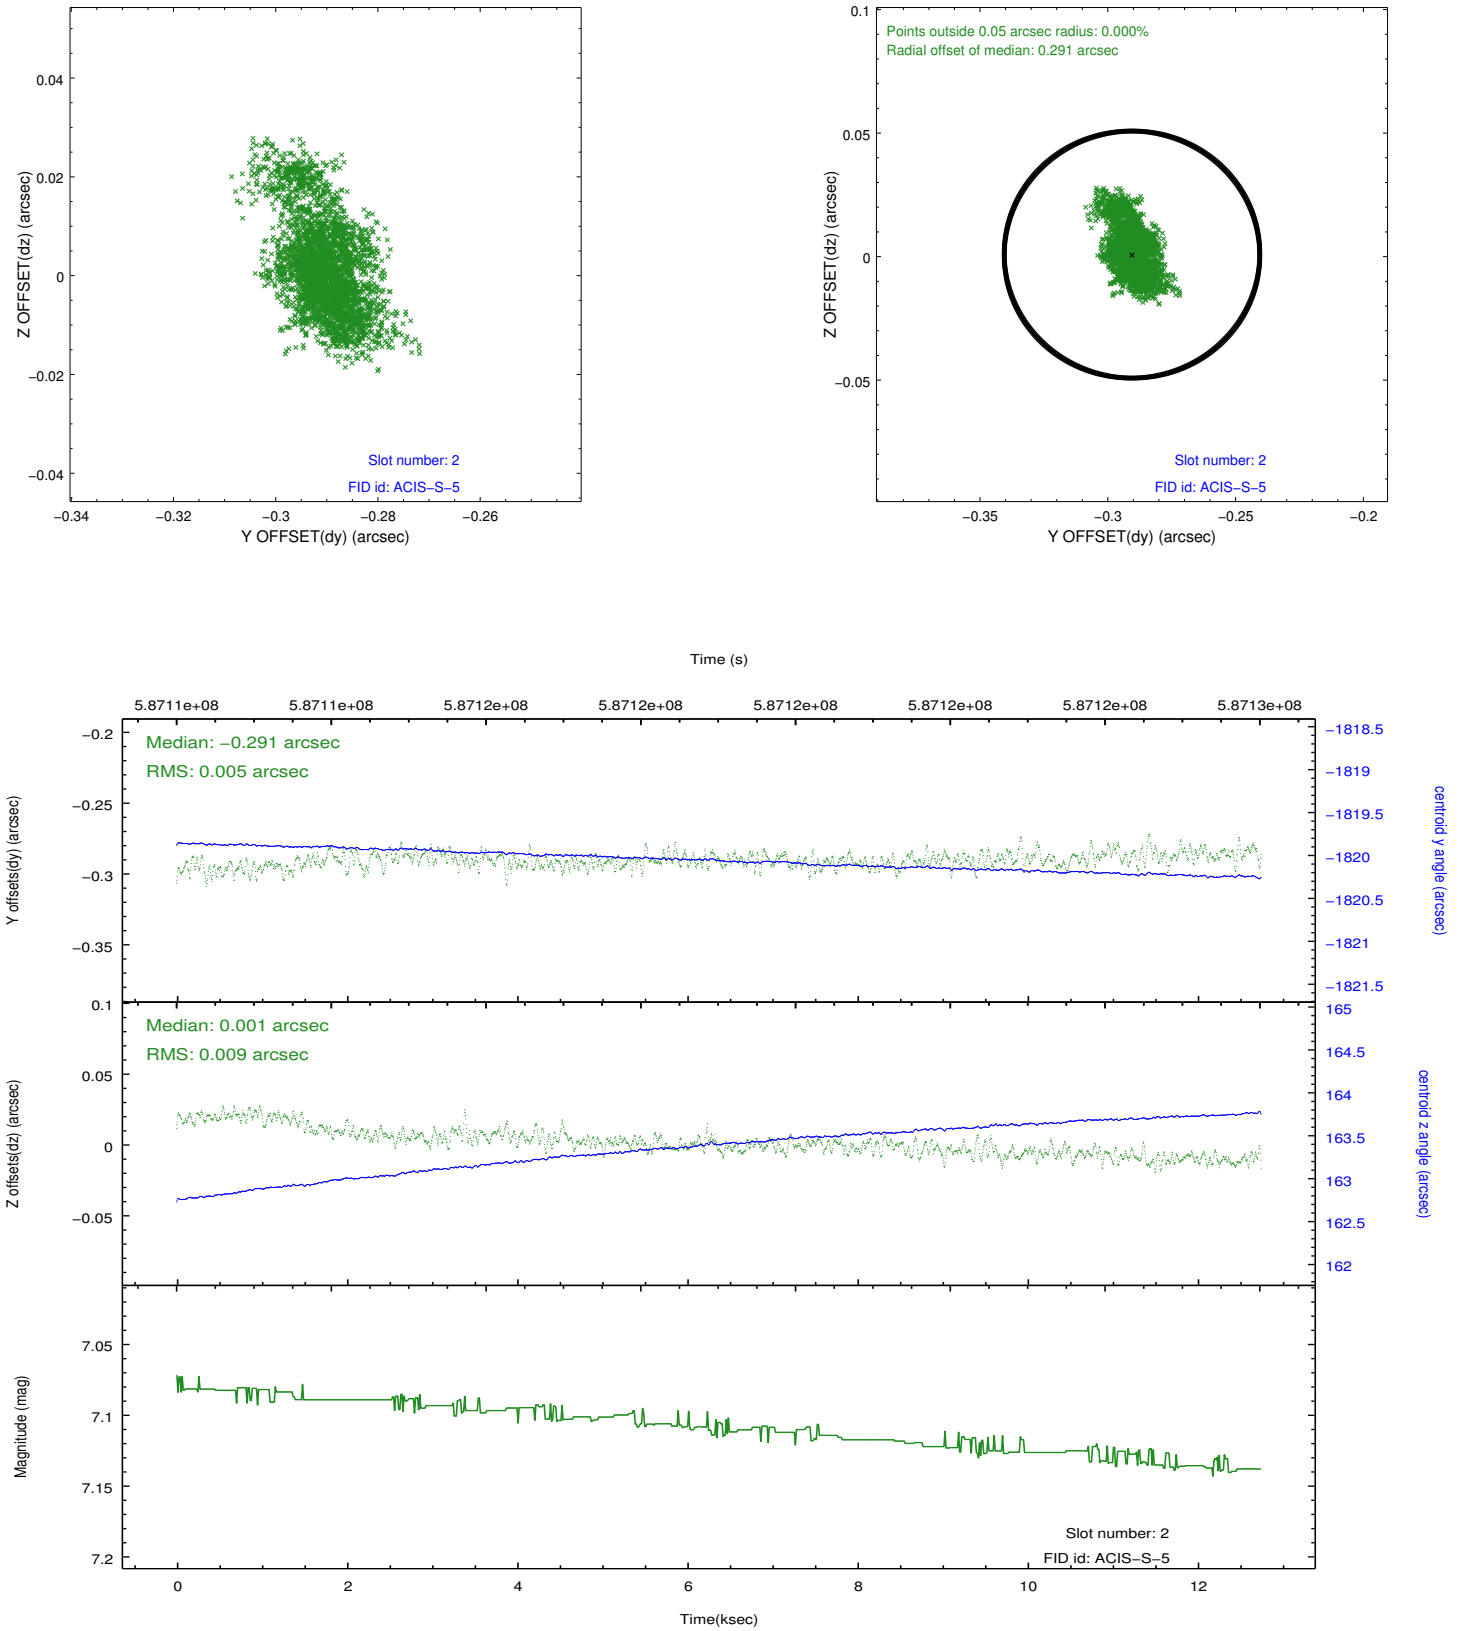 0.04
0.02
0
−0.02
−0.04
Z OFFSET(dz) (arcsec)
Slot number: 2
FID id: ACIS−S−5
−0.34
−0.32
−0.3
−0.28
−0.26
Y OFFSET(dy) (arcsec)
0.1
0.05
0
−0.05
Z OFFSET(dz) (arcsec)
Points outside 0.05 arcsec radius: 0.000%
Radial offset of median: 0.291 arcsec
Slot number: 2
FID id: ACIS−S−5
−0.35
−0.3
−0.25
−0.2
Y OFFSET(dy) (arcsec)
Time (s)
5.8711e+08
5.8711e+08
5.8712e+08
5.8712e+08
5.8712e+08
5.8712e+08
5.8712e+08
5.8713e+08
−0.2
−0.25
−0.3
−0.35
Y offsets(dy) (arcsec)
Median: −0.291 arcsec
RMS: 0.005 arcsec
−1818.5
−1819
−1819.5
−1820
−1820.5
−1821
−1821.5
centroid y angle (arcsec)
0.1
0.05
0
−0.05
Z offsets(dz) (arcsec)
Median: 0.001 arcsec
RMS: 0.009 arcsec
165
164.5
164
163.5
163
162.5
162
centroid z angle (arcsec)
7.05
7.1
7.15
7.2
Magnitude (mag)
Slot number: 2
FID id: ACIS−S−5
0
2
4
6
8
10
12
Time(ksec)